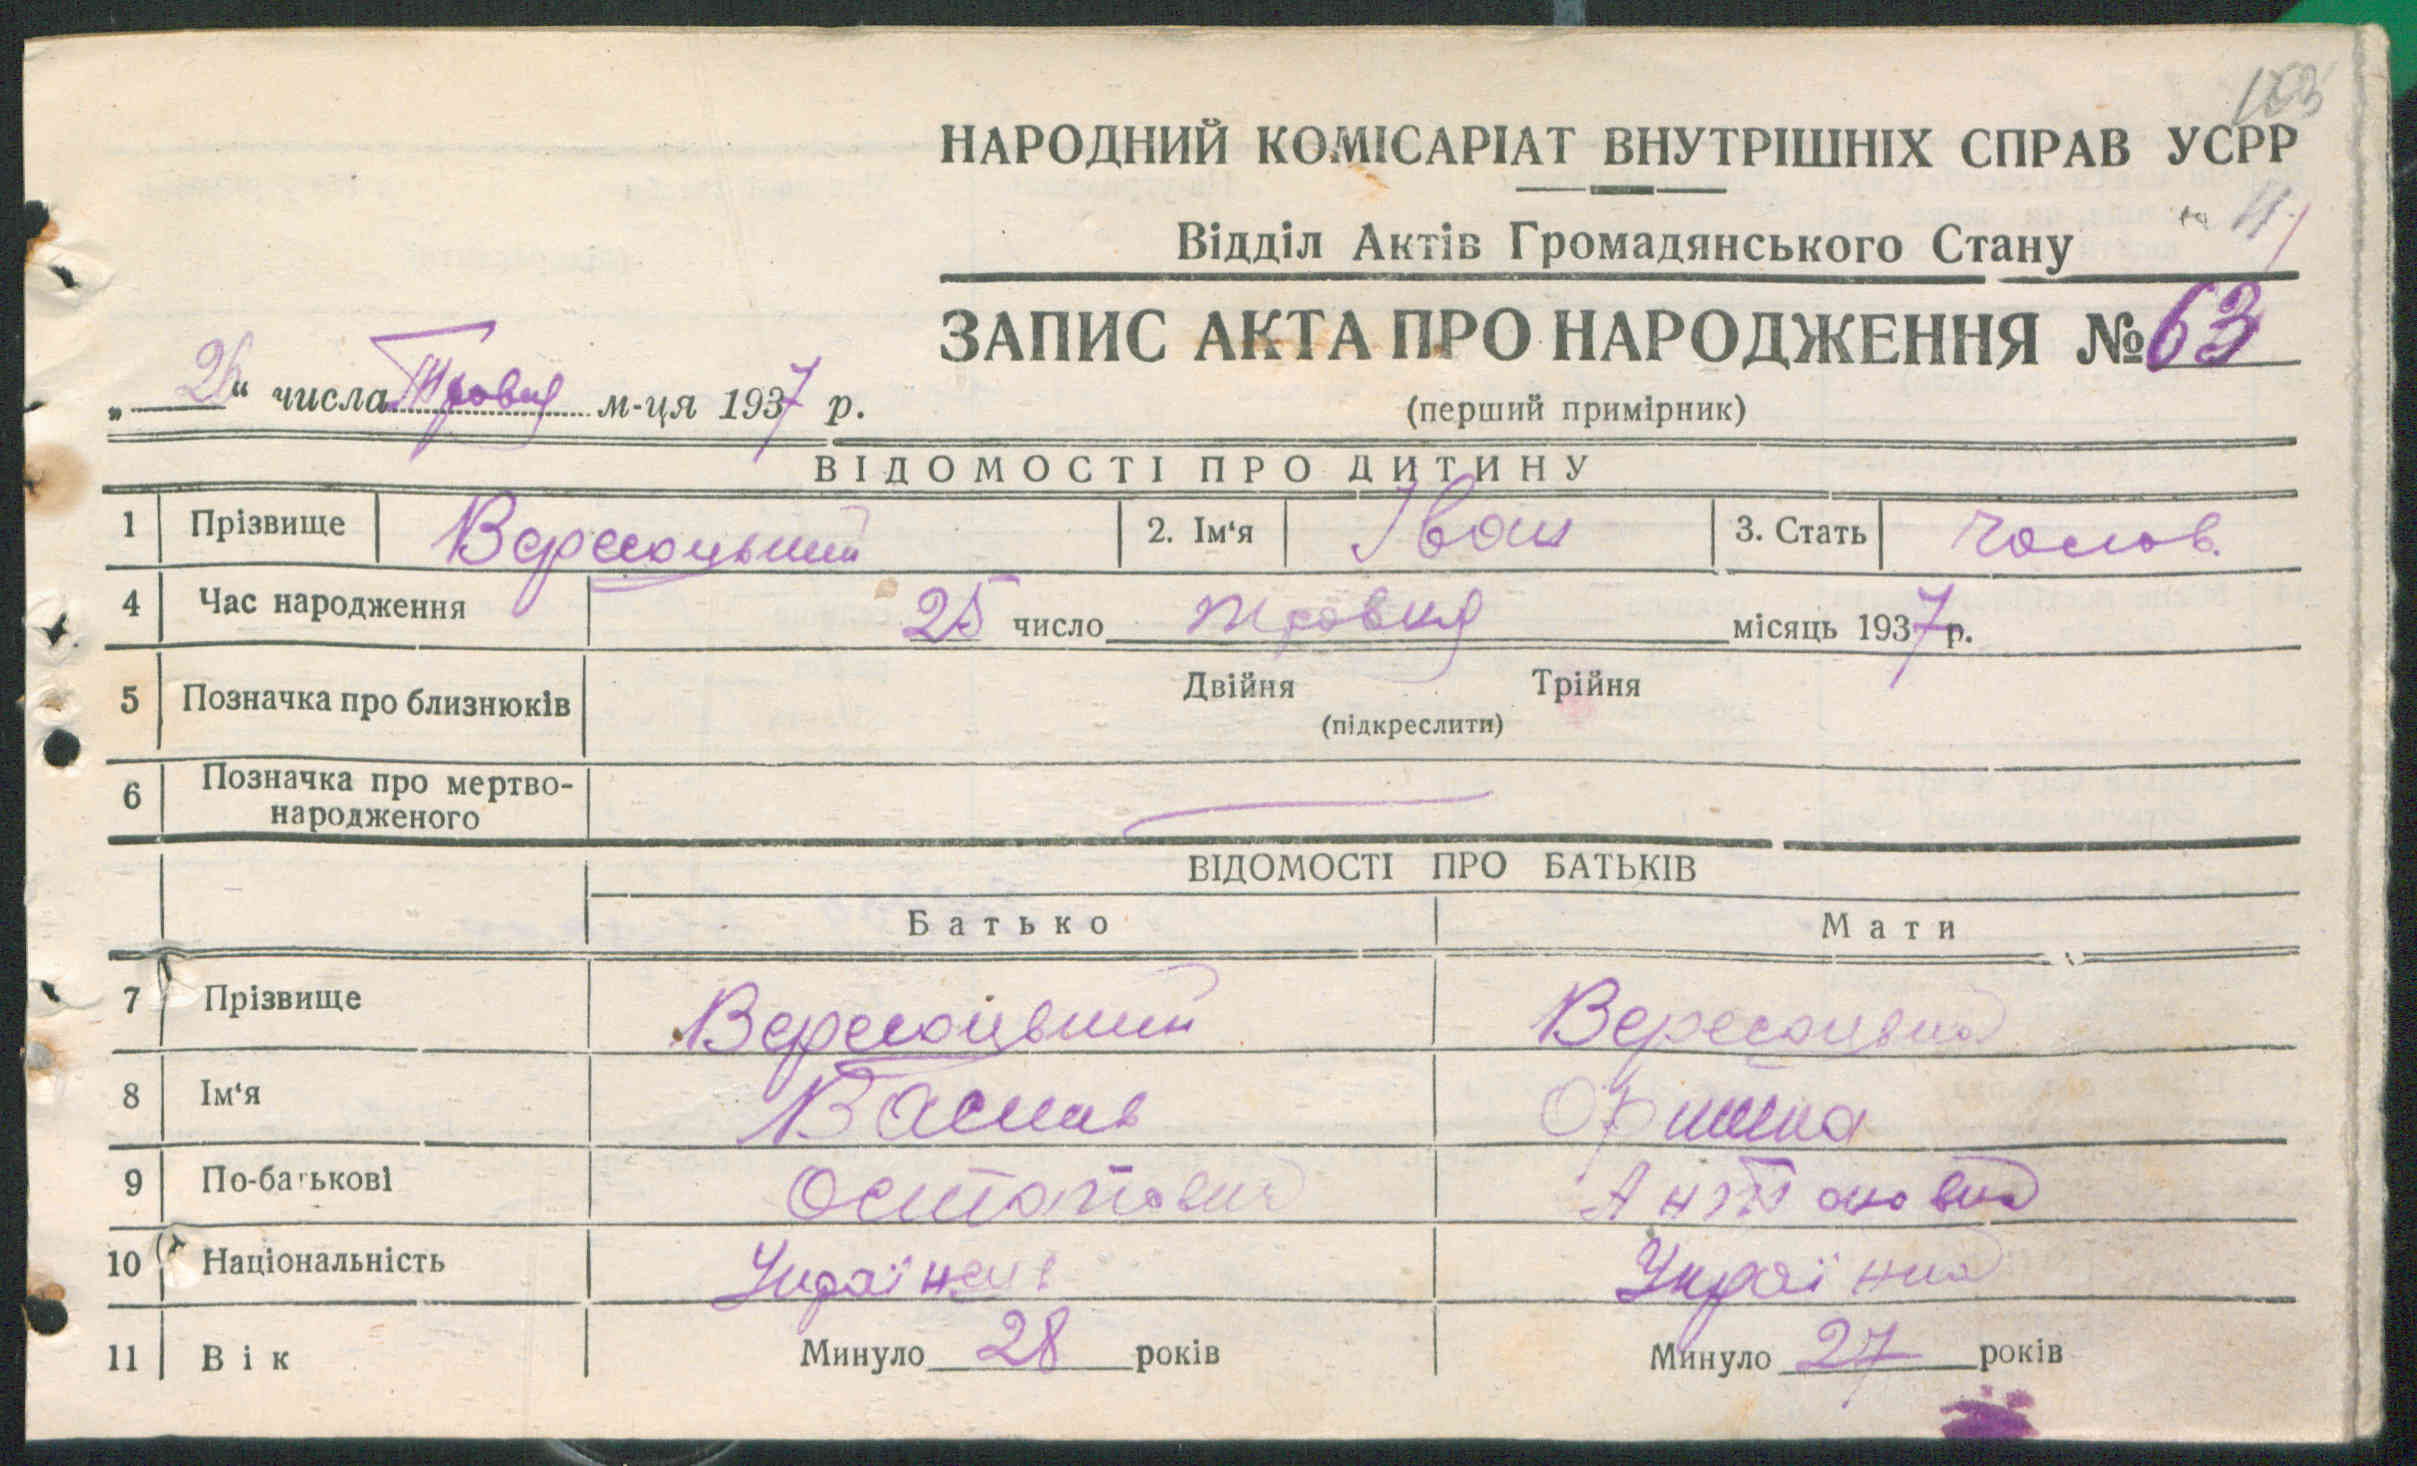 103
НАРОДНИЙ КОМІСАРІАТ ВНУТРІШНІХ СПРАВ УСРР
Відділ Актів Громадянського Стану
ЗАПИС АКТА ПРО НАРОДЖЕННЯ № 63
„26“ числа Травня м-ця 1937 р.
(перший примірник)
ВІДОМОСТІ ПРО ДИТИНУ
1 Прізвище Вересоцький 2. Ім‘я Іван 3. Стать Чолов.
4 Час народження 25 число травня місяць 1937 р.
5 Позначка про близнюків Двійня Трійня
(підкреслити)
6 Позначка про мертво-
народженого
ВІДОМОСТІ ПРО БАТЬКІВ
Батько Мати
7 Прізвище Вересоцький Вересоцька
8 Ім‘я Василь Оришка
9 По-батькові Остапович Антоновна
10 Національність Українець Українка
11 Вік Минуло 28 років Минуло 27 років